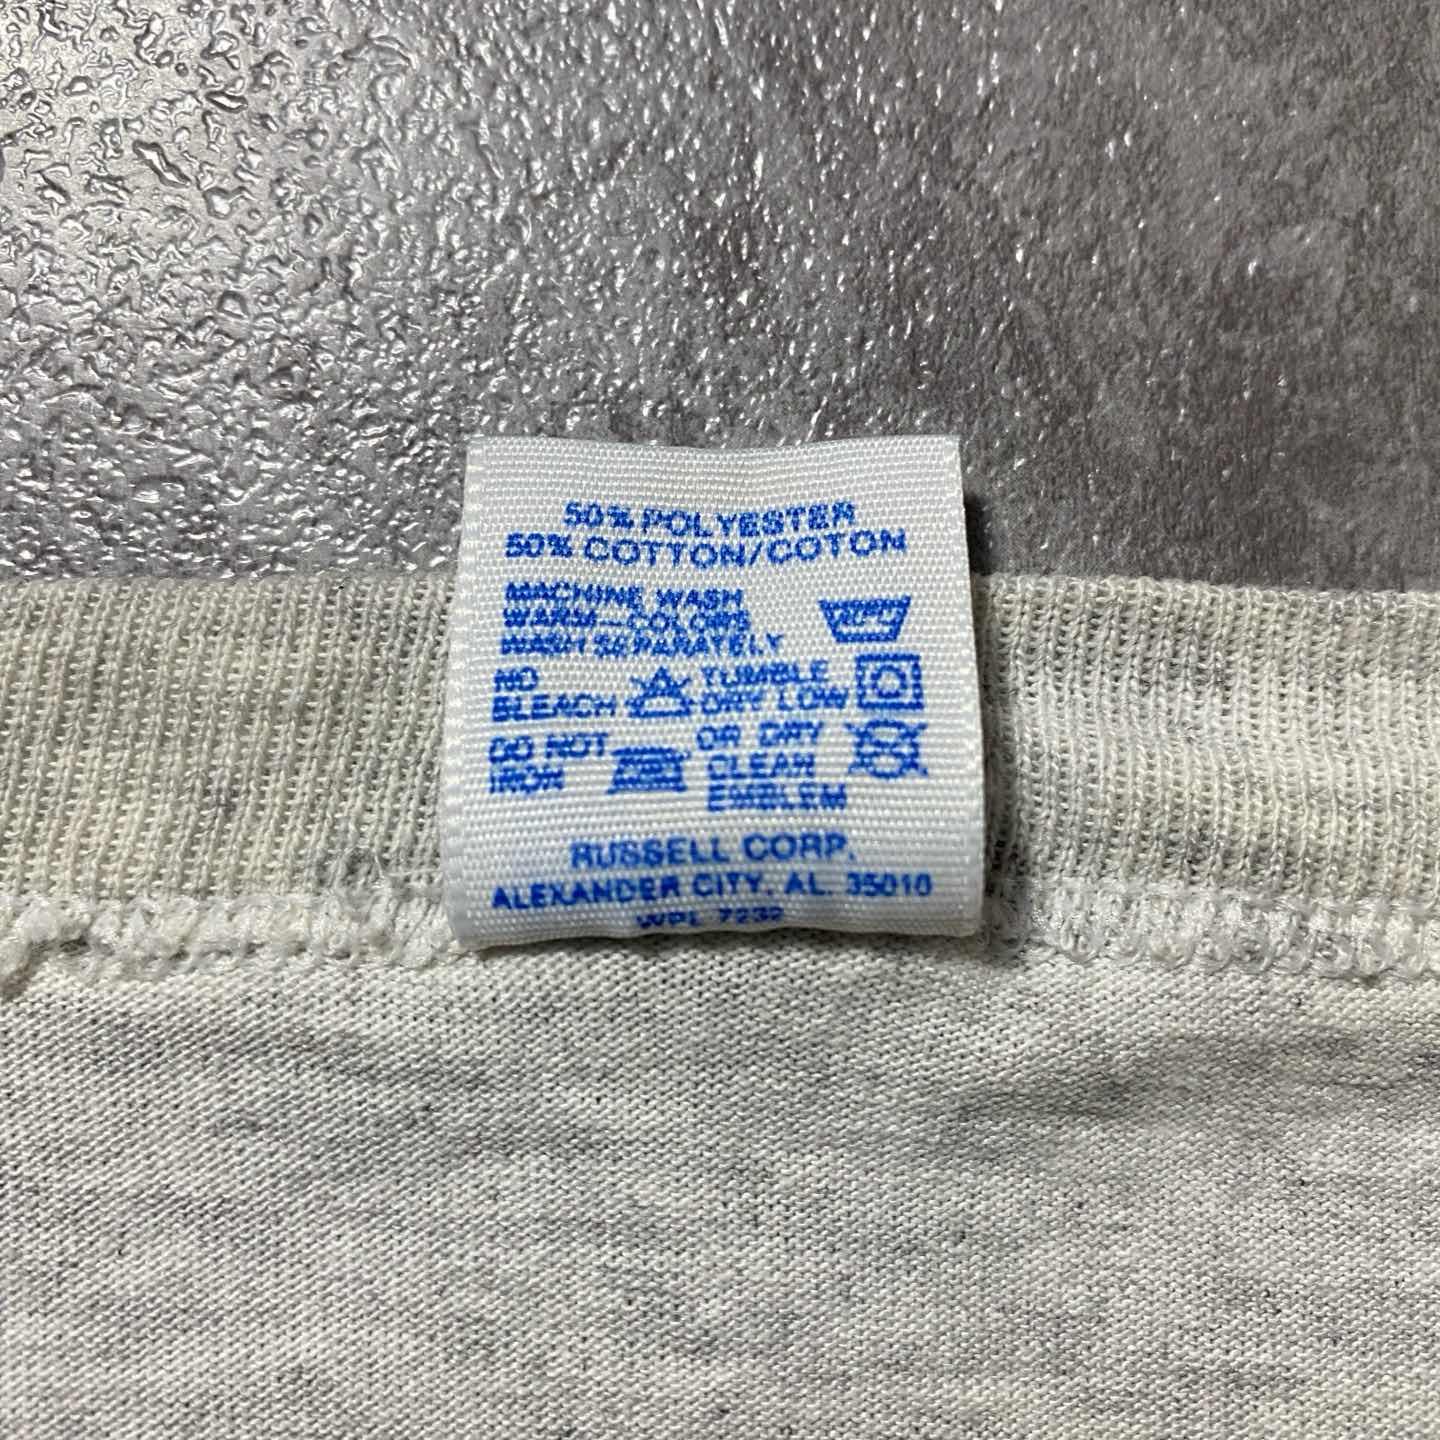 50% POLYESTER
50% COTTON/COTON
MACHINE WASH
WARM—COLORS
WASH SEPARATELY
NO BLEACH
TUMBLE DRY LOW
DO NOT IRON
OR DRY CLEAN EMBLEM
RUSSELL CORP.
ALEXANDER CITY, AL. 35010
WPL 7232